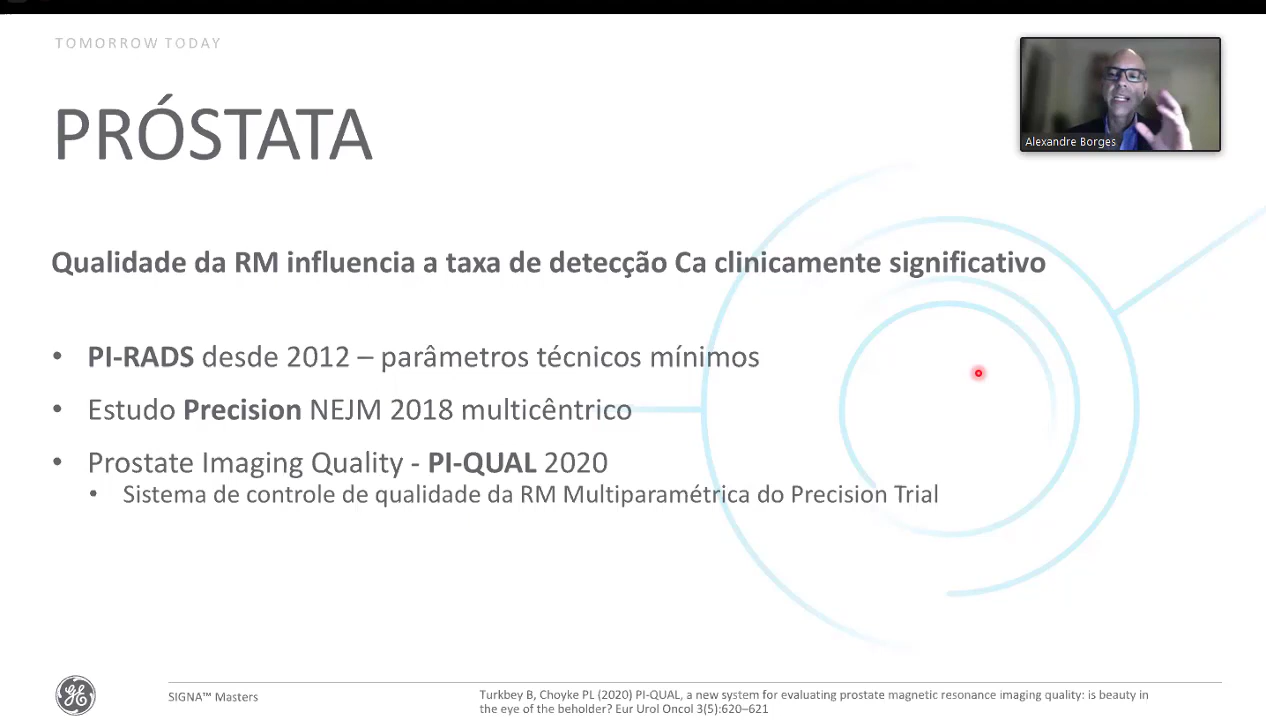 TOMORROW TODAY
PRÓSTATA
Alexandre Borges
Qualidade da RM influencia a taxa de detecção Ca clinicamente significativo
• PI-RADS desde 2012 – parâmetros técnicos mínimos
• Estudo Precision NEJM 2018 multicêntrico
• Prostate Imaging Quality - PI-QUAL 2020
• Sistema de controle de qualidade da RM Multiparamétrica do Precision Trial
GE
SIGNA™ Masters
Turkbey B, Choyke PL (2020) PI-QUAL, a new system for evaluating prostate magnetic resonance imaging quality: is beauty in
the eye of the beholder? Eur Urol Oncol 3(5):620–621